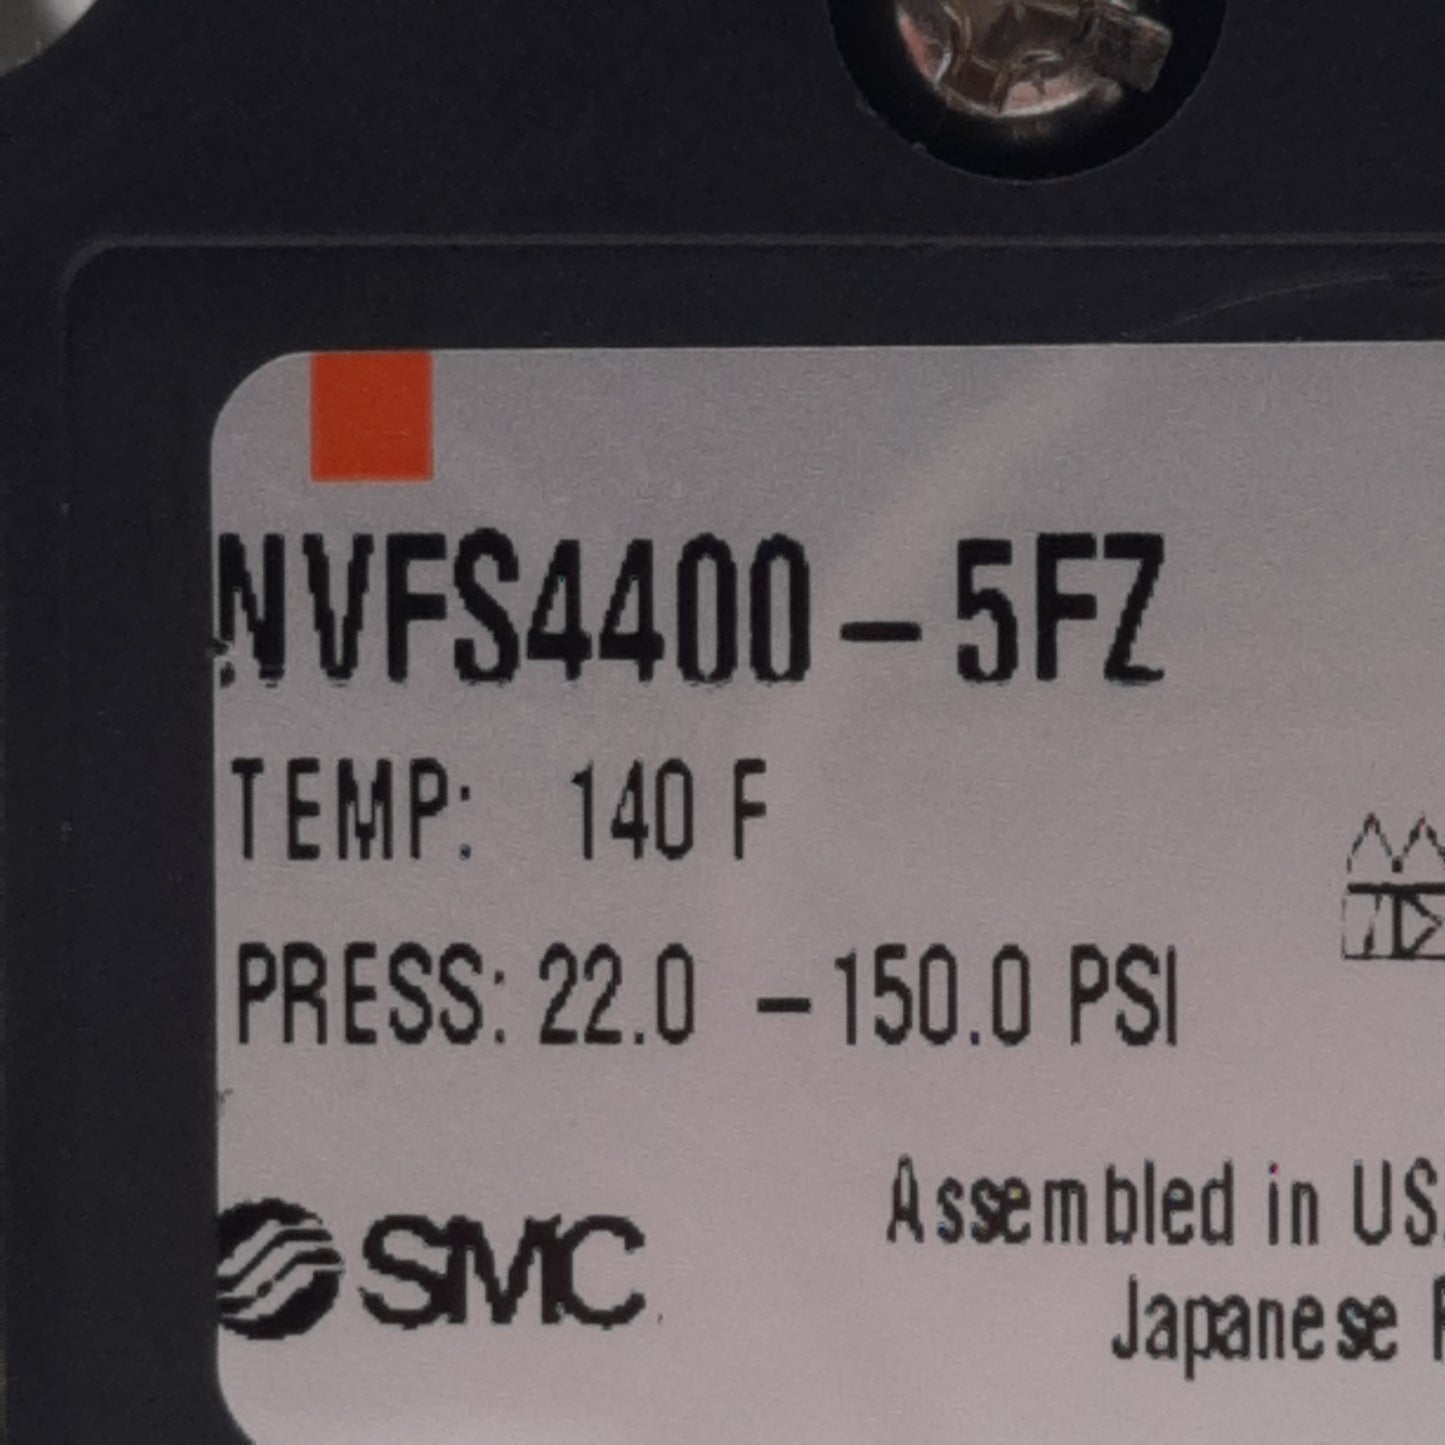 NVFS4400-5FZ
TEMP: 140 F
PRESS: 22.0 -150.0 PSI
Assembled in US
SMC
Japanese